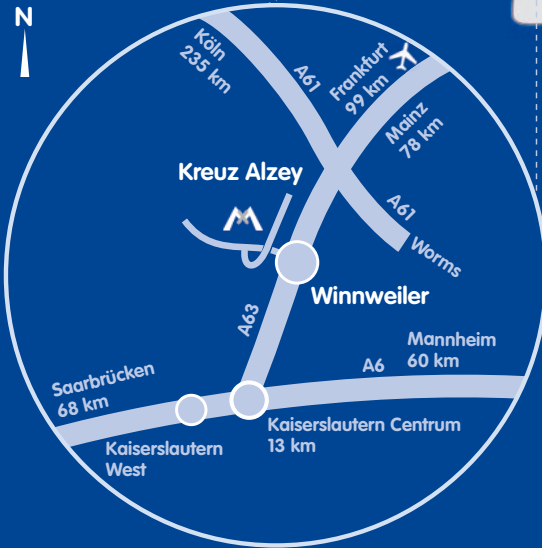 N
Köln
235 km
A61
Frankfurt
99 km
Mainz
78 km
Kreuz Alzey
A61
Worms
Winnweiler
A63
Mannheim
60 km
A6
Saarbrücken
68 km
Kaiserslautern Centrum
13 km
Kaiserslautern
West